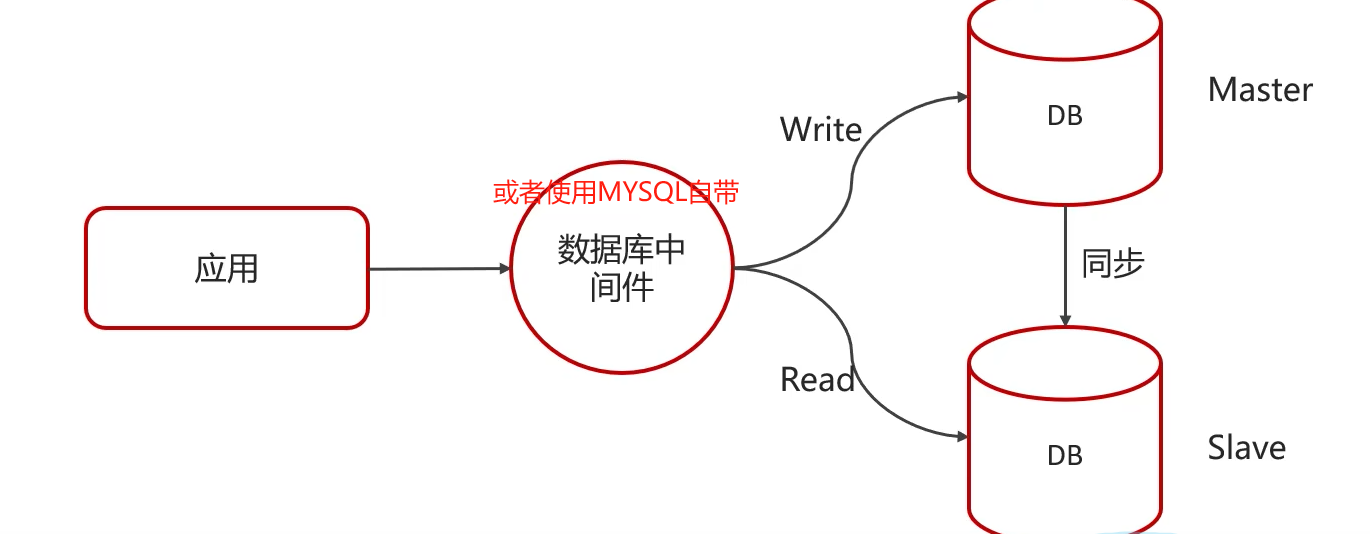 应用
或者使用MYSQL自带
数据库中
间件
Write
Read
DB
Master
同步
DB
Slave